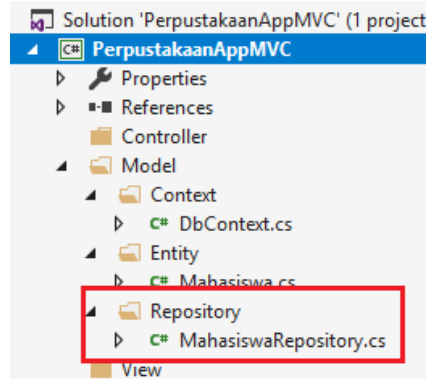 Solution 'PerpustakaanAppMVC' (1 project
C# PerpustakaanAppMVC
Properties
References
Controller
Model
Context
C# DbContext.cs
Entity
C# Mahasiswa.cs
Repository
C# MahasiswaRepository.cs
View